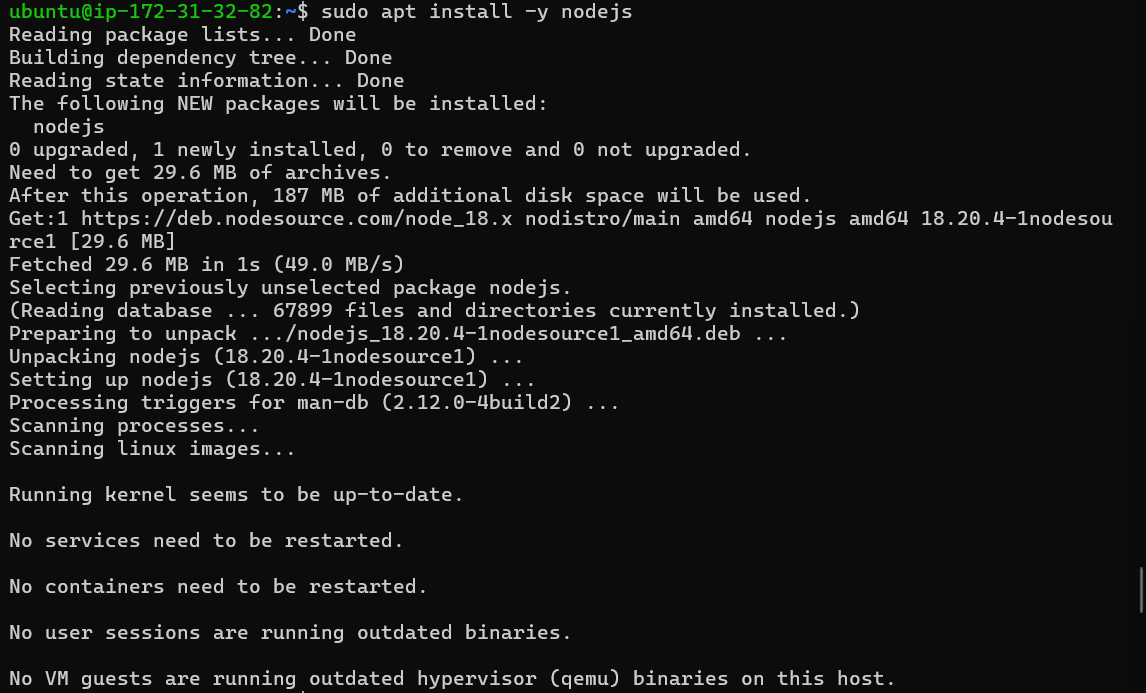 ubuntu@ip-172-31-32-82:~$ sudo apt install -y nodejs
Reading package lists... Done
Building dependency tree... Done
Reading state information... Done
The following NEW packages will be installed:
  nodejs
0 upgraded, 1 newly installed, 0 to remove and 0 not upgraded.
Need to get 29.6 MB of archives.
After this operation, 187 MB of additional disk space will be used.
Get:1 https://deb.nodesource.com/node_18.x nodistro/main amd64 nodejs amd64 18.20.4-1nodesou
rce1 [29.6 MB]
Fetched 29.6 MB in 1s (49.0 MB/s)
Selecting previously unselected package nodejs.
(Reading database ... 67899 files and directories currently installed.)
Preparing to unpack .../nodejs_18.20.4-1nodesource1_amd64.deb ...
Unpacking nodejs (18.20.4-1nodesource1) ...
Setting up nodejs (18.20.4-1nodesource1) ...
Processing triggers for man-db (2.12.0-4build2) ...
Scanning processes...
Scanning linux images...

Running kernel seems to be up-to-date.

No services need to be restarted.

No containers need to be restarted.

No user sessions are running outdated binaries.

No VM guests are running outdated hypervisor (qemu) binaries on this host.